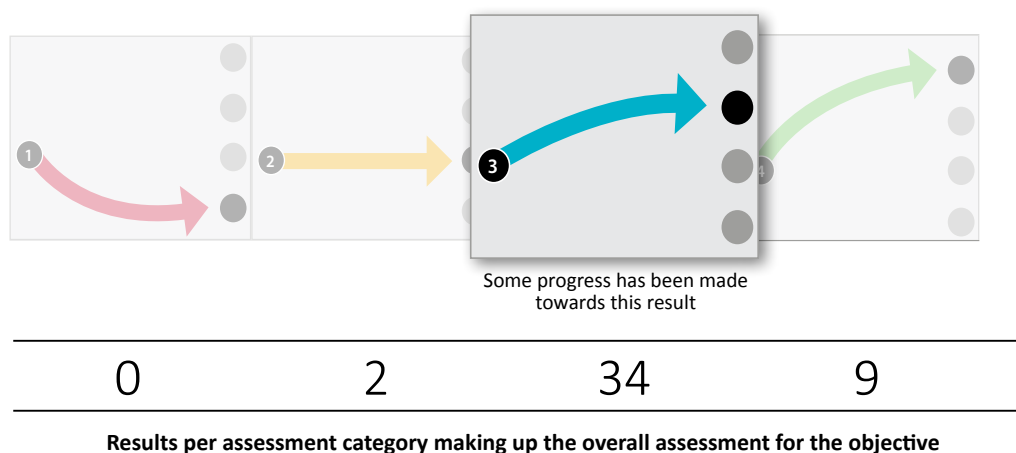 1 2 3 4
Some progress has been made
towards this result
0 2 34 9
Results per assessment category making up the overall assessment for the objective